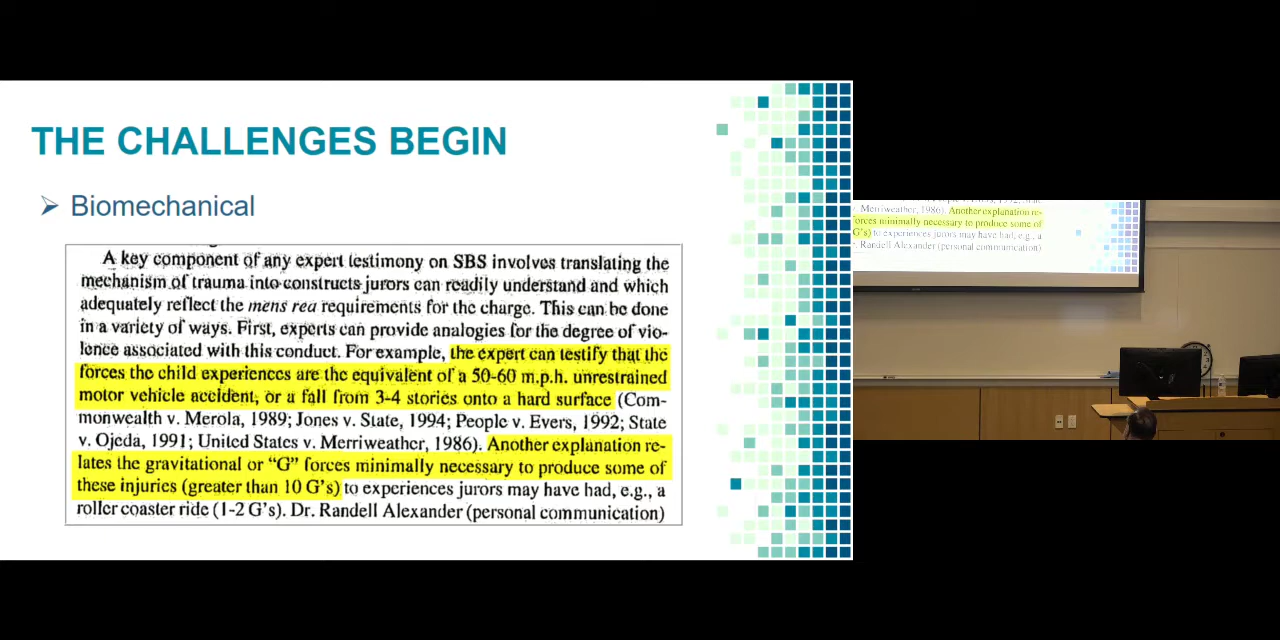 THE CHALLENGES BEGIN
➢ Biomechanical
A key component of any expert testimony on SBS involves translating the
mechanism of trauma into constructs jurors can readily understand and which
adequately reflect the mens rea requirements for the charge. This can be done
in a variety of ways. First, experts can provide analogies for the degree of vio-
lence associated with this conduct. For example, the expert can testify that the
forces the child experiences are the equivalent of a 50-60 m.p.h. unrestrained
motor vehicle accident, or a fall from 3-4 stories onto a hard surface (Com-
monwealth v. Merola, 1989; Jones v. State, 1994; People v. Evers, 1992; State
v. Ojeda, 1991; United States v. Merriweather, 1986). Another explanation re-
lates the gravitational or "G" forces minimally necessary to produce some of
these injuries (greater than 10 G's) to experiences jurors may have had, e.g., a
roller coaster ride (1-2 G's). Dr. Randell Alexander (personal communication)
Merriweather, 1986). Another explanation re-
forces minimally necessary to produce some of
G's) to experiences jurors may have had, e.g., a
r. Randell Alexander (personal communication)